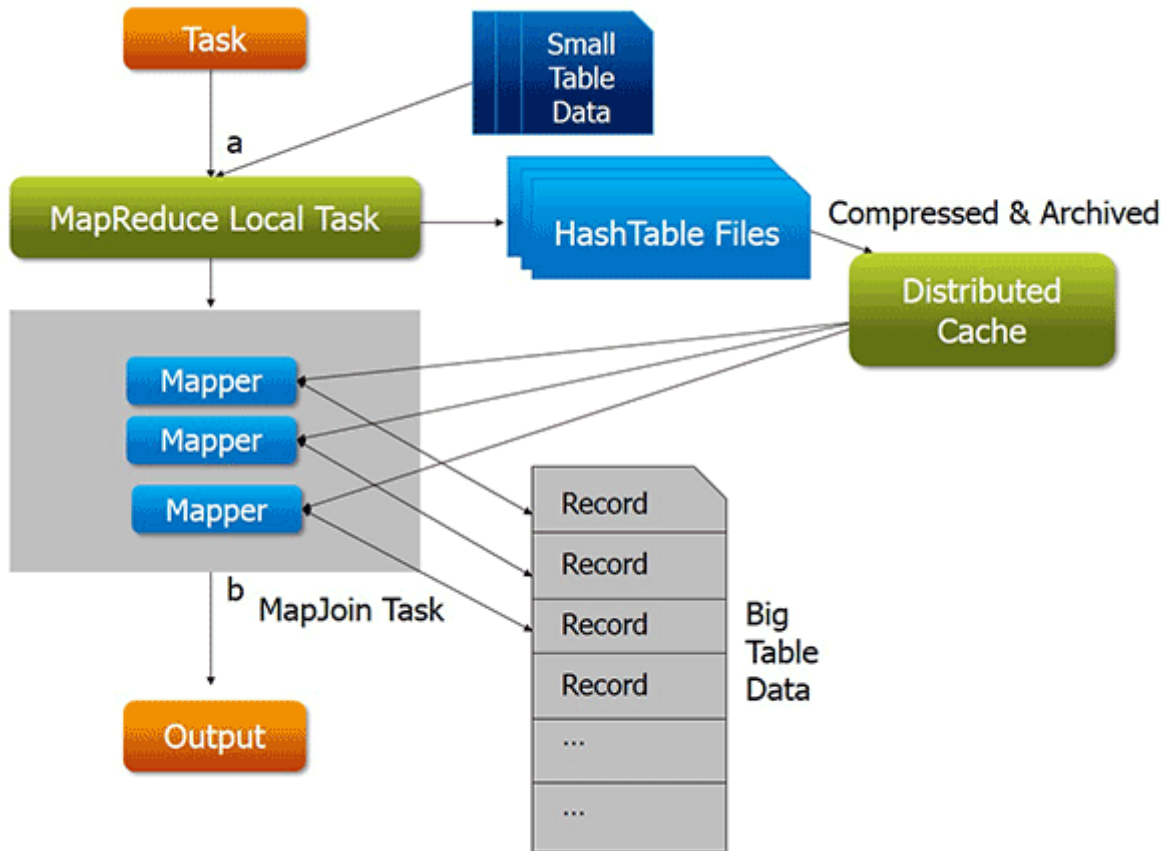 Task
Small
Table
Data
a
MapReduce Local Task
HashTable Files
Compressed & Archived
Distributed
Cache
Mapper
Mapper
Mapper
b
MapJoin Task
Record
Record
Record
Record
...
...
Big
Table
Data
Output